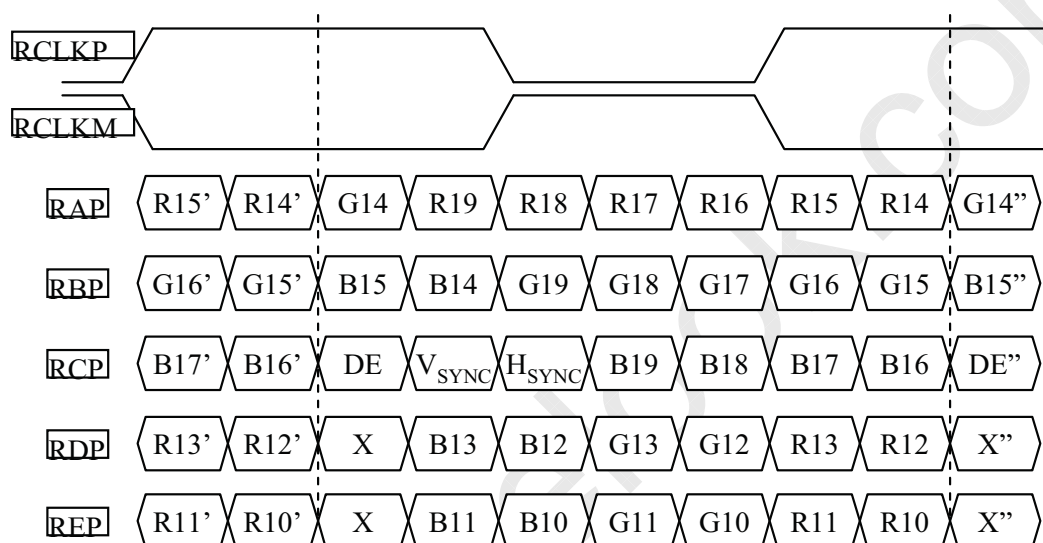 RCLKP
RCLKM
RAP R15’ R14’ G14 R19 R18 R17 R16 R15 R14 G14”
RBP G16’ G15’ B15 B14 G19 G18 G17 G16 G15 B15”
RCP B17’ B16’ DE VSYNC HSYNC B19 B18 B17 B16 DE”
RDP R13’ R12’ X B13 B12 G13 G12 R13 R12 X”
REP R11’ R10’ X B11 B10 G11 G10 R11 R10 X”